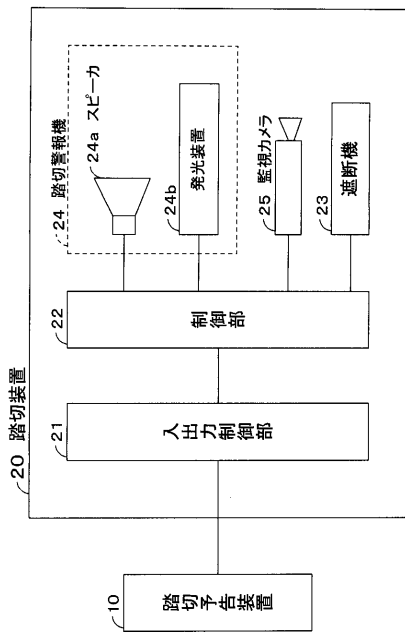 20 踏切装置
24 踏切警報機
24a スピーカ
24b
発光装置
25 監視カメラ
23
遮断機
22
制御部
21
入出力制御部
10
踏切予告装置